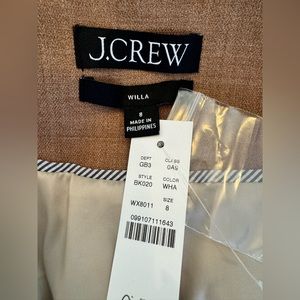 J.CREW
WILLA
8
MADE IN
PHILIPPINES
DEPT CLASS
GB3 0A9
STYLE COLOR
BK020 WHA
WX8011 SIZE
8
099107111643